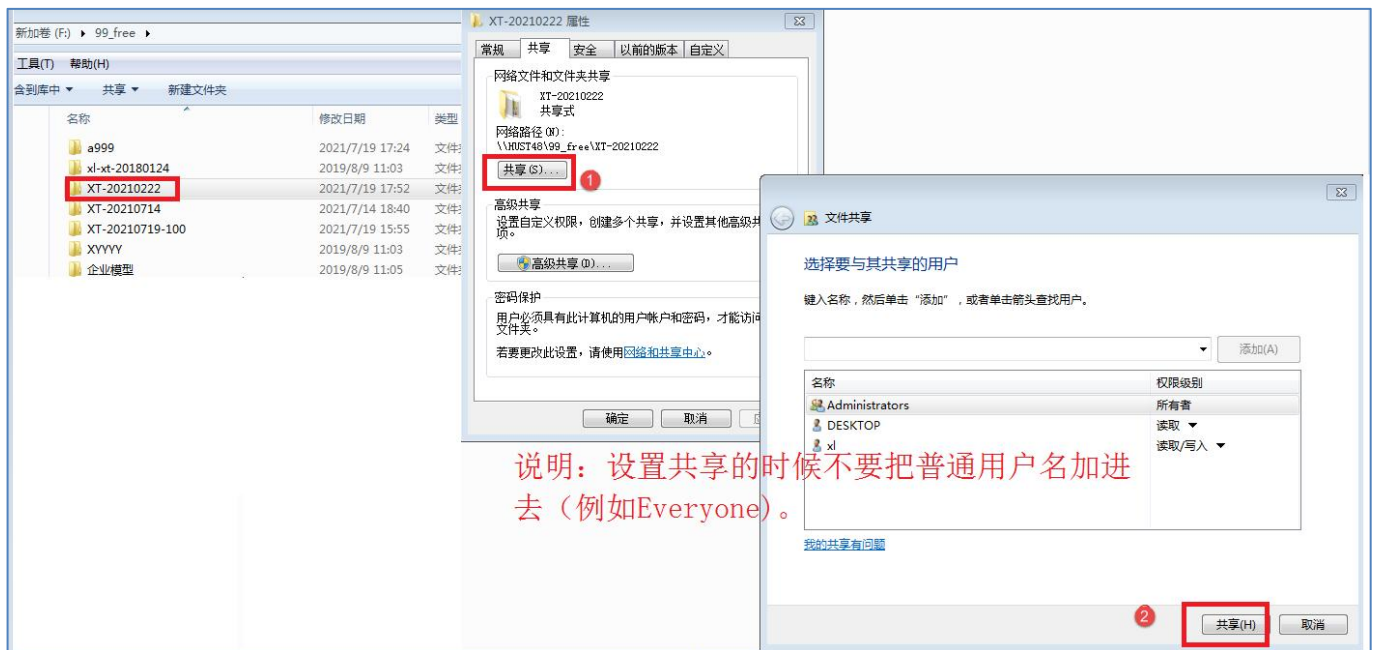 新加卷 (F:) ▸ 99_free ▸
工具(T) 帮助(H)
含到库中 ▼ 共享 ▼ 新建文件夹
名称 修改日期 类型
a999 2021/7/19 17:24 文件
xl-xt-20180124 2019/8/9 11:03 文件
XT-20210222 2021/7/19 17:52 文件
XT-20210714 2021/7/14 18:40 文件
XT-20210719-100 2021/7/19 15:55 文件
XYYYY 2019/8/9 11:03 文件
企业模型 2019/8/9 11:05 文件
XT-20210222 属性
常规 共享 安全 以前的版本 自定义
网络文件和文件夹共享
XT-20210222
共享式
网络路径(N):
\\HUST48\99_free\XT-20210222
共享(S)...
1
高级共享
设置自定义权限，创建多个共享，并设置其他高级共
项。
高级共享(D)...
密码保护
用户必须具有此计算机的用户帐户和密码，才能访问
文件夹。
若要更改此设置，请使用网络和共享中心。
确定 取消
文件共享
选择要与其共享的用户
键入名称，然后单击“添加”，或者单击箭头查找用户。
添加(A)
名称 权限级别
Administrators 所有者
DESKTOP 读取 ▼
xl 读取/写入 ▼
说明：设置共享的时候不要把普通用户名加进
去（例如Everyone)。
我的共享有问题
2
共享(H) 取消